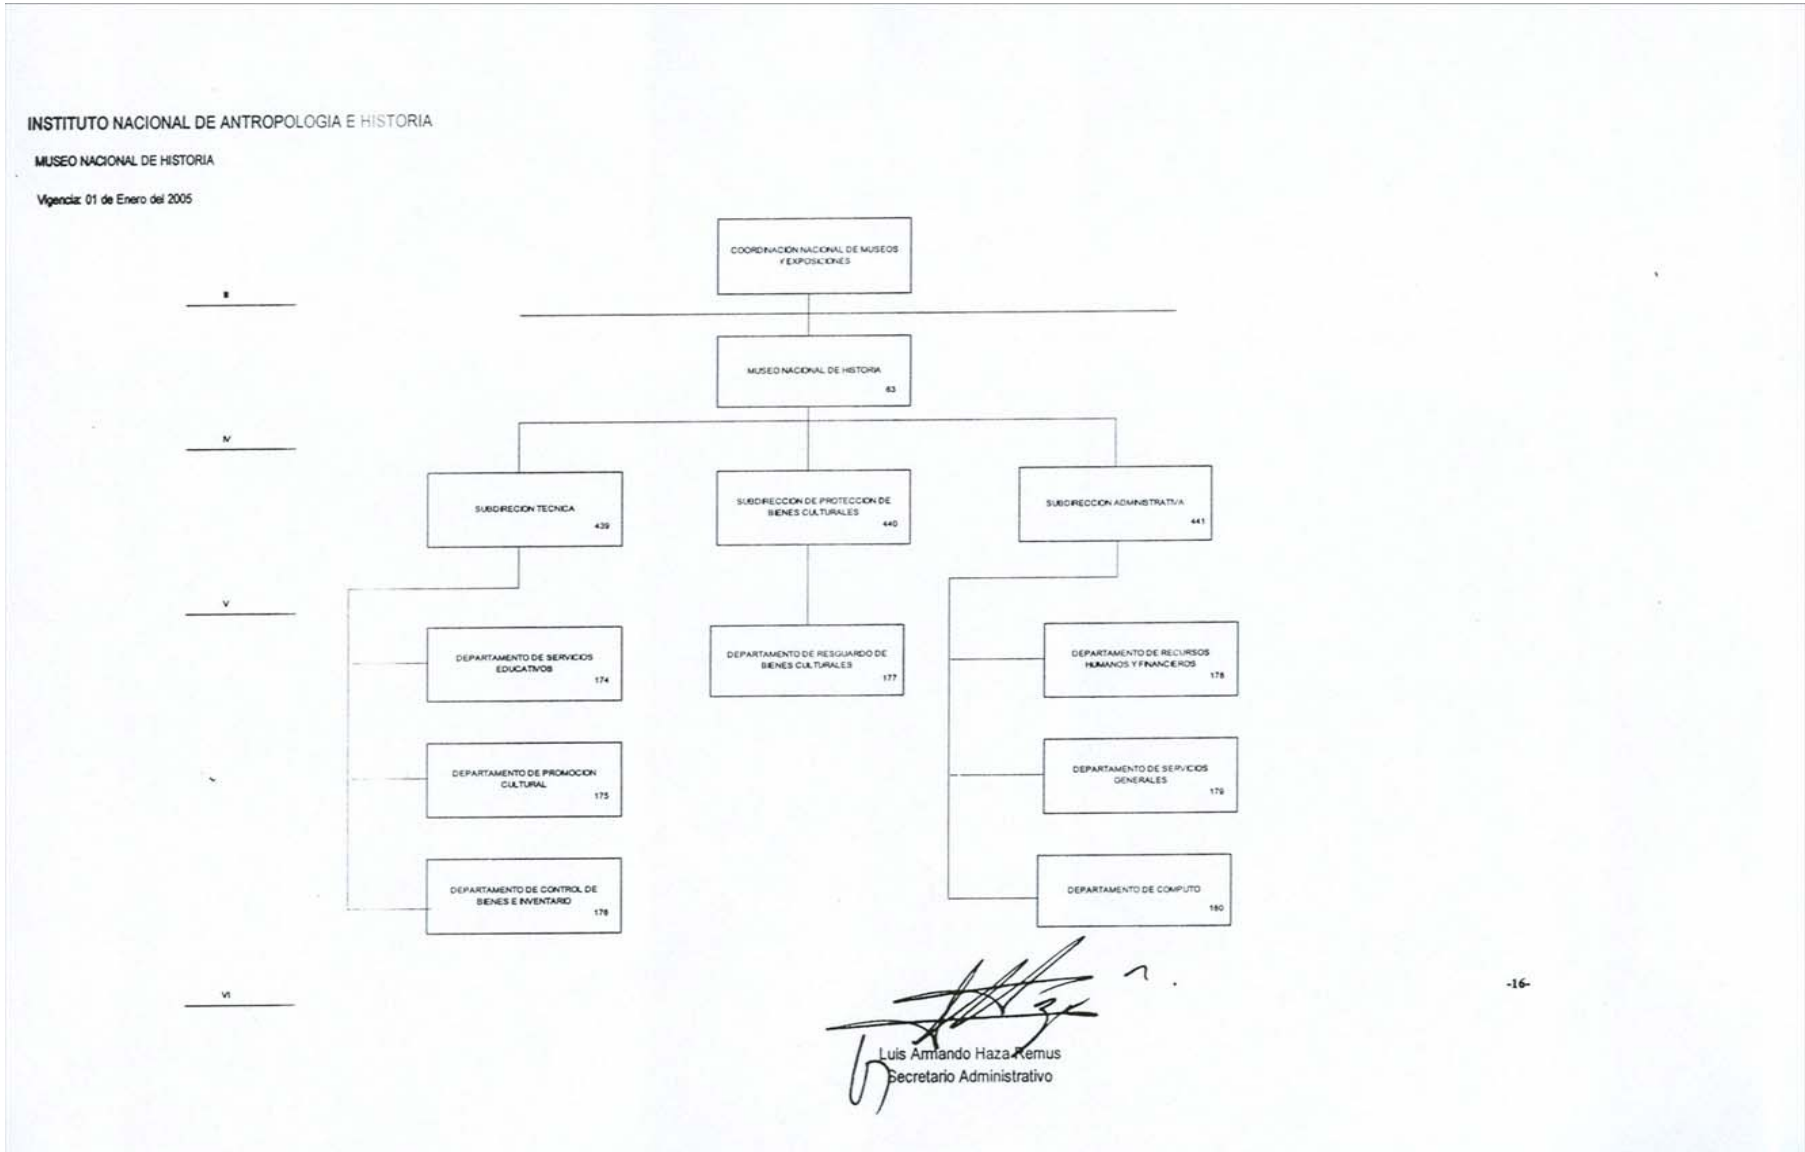 INSTITUTO NACIONAL DE ANTROPOLOGIA E HISTORIA
MUSEO NACIONAL DE HISTORIA
Vigencia: 01 de Enero del 2005
COORDINACION NACIONAL DE MUSEOS
Y EXPOSICIONES
III
MUSEO NACIONAL DE HISTORIA
63
IV
SUBDIRECION TECNICA
439
SUBDIRECCION DE PROTECCION DE
BIENES CULTURALES
440
SUBDIRECCION ADMINISTRATIVA
441
V
DEPARTAMENTO DE SERVICIOS
EDUCATIVOS
174
DEPARTAMENTO DE RESGUARDO DE
BIENES CULTURALES
177
DEPARTAMENTO DE RECURSOS
HUMANOS Y FINANCIEROS
178
DEPARTAMENTO DE PROMOCION
CULTURAL
175
DEPARTAMENTO DE SERVICIOS
GENERALES
179
DEPARTAMENTO DE CONTROL DE
BIENES E INVENTARIO
176
DEPARTAMENTO DE COMPUTO
180
VI
-16-
Luis Armando Haza Remus
Secretario Administrativo